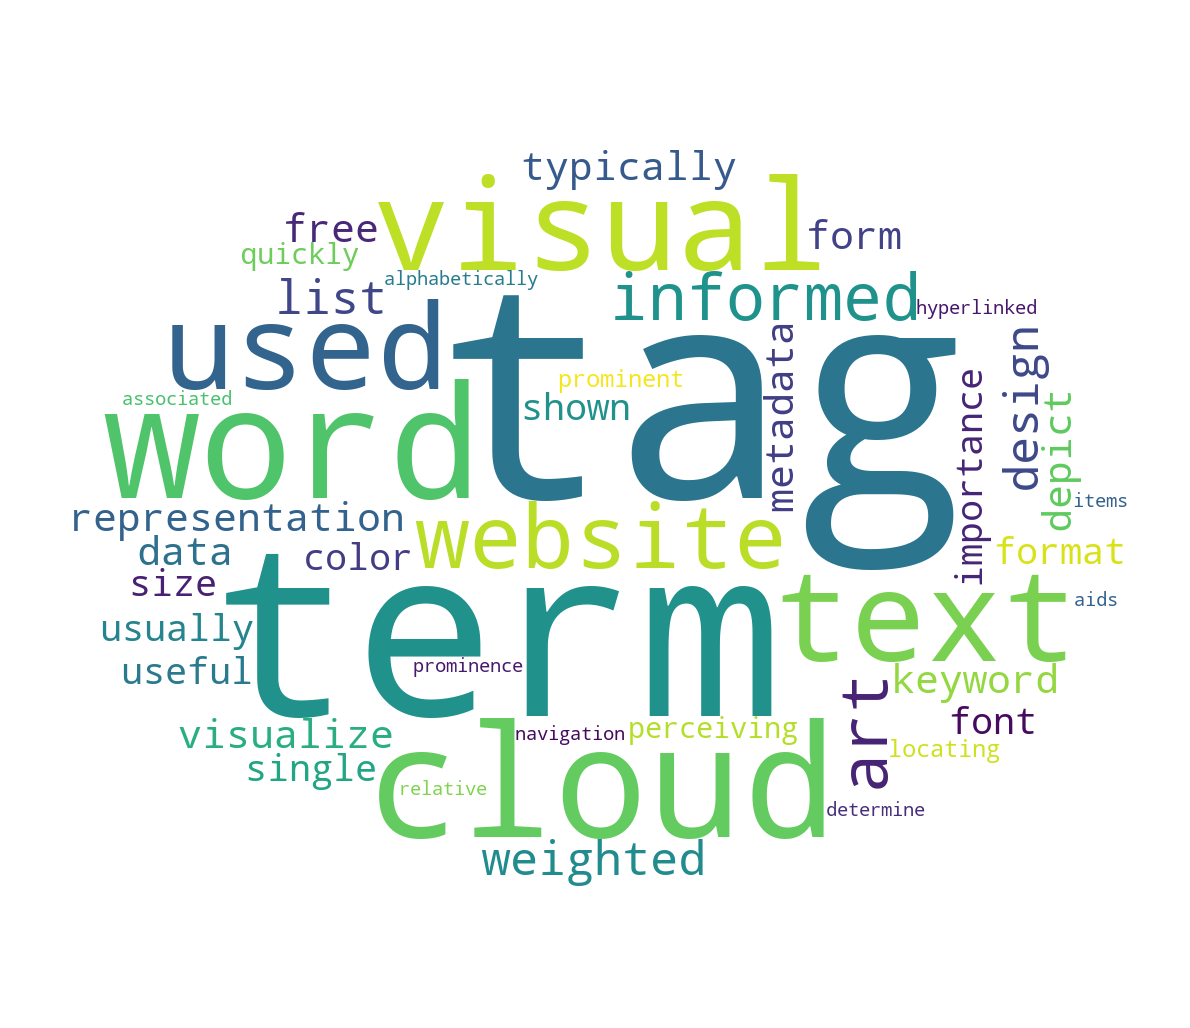 typically
visual
free
form
quickly
alphabetically
list
informed
hyperlinked
used
tag
metadata
design
prominent
importance
associated
shown
depict
word
items
representation
website
data
color
format
size
term
text
aids
usually
useful
prominence
keyword
art
font
visualize
navigation
perceiving
locating
single
cloud
relative
determine
weighted